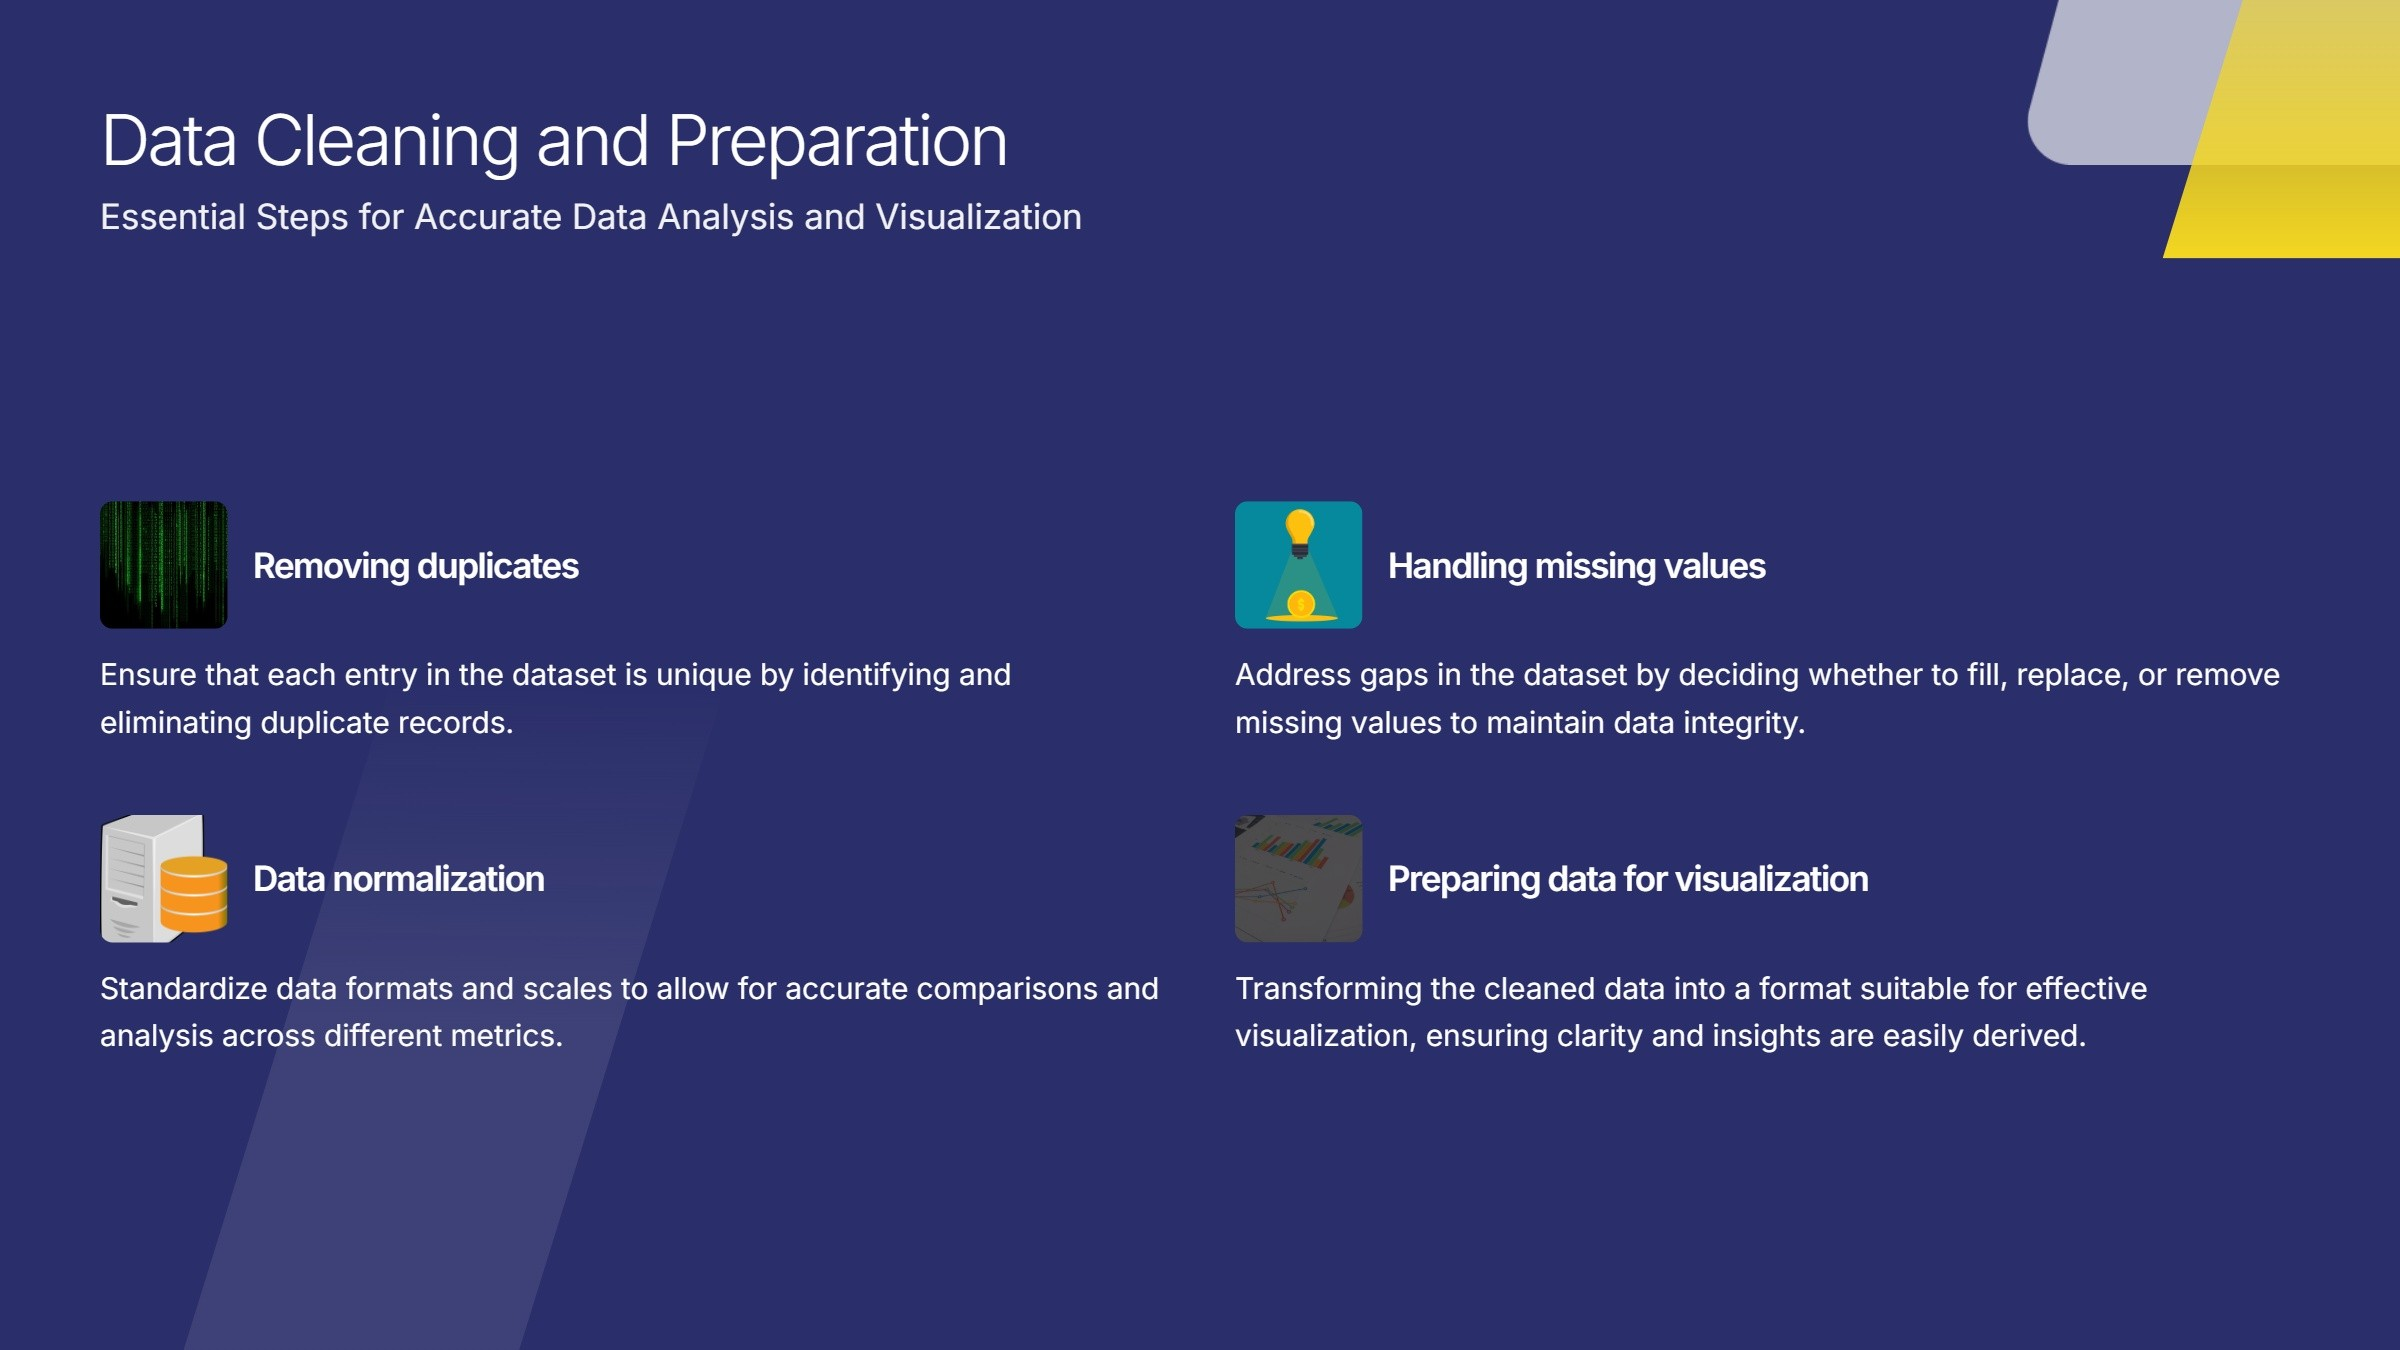 Data Cleaning and Preparation
Essential Steps for Accurate Data Analysis and Visualization
Removing duplicates
Ensure that each entry in the dataset is unique by identifying and
eliminating duplicate records.
Handling missing values
Address gaps in the dataset by deciding whether to fill, replace, or remove
missing values to maintain data integrity.
Data normalization
Standardize data formats and scales to allow for accurate comparisons and
analysis across different metrics.
Preparing data for visualization
Transforming the cleaned data into a format suitable for effective
visualization, ensuring clarity and insights are easily derived.